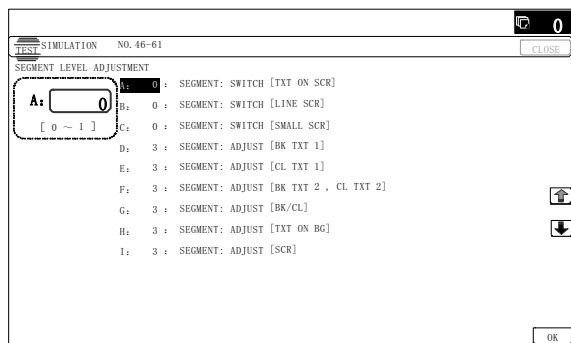 0
TEST SIMULATION NO. 46-61
CLOSE
SEGMENT LEVEL ADJUSTMENT
A: 0
[ 0 ~ 1 ]
A: 0 : SEGMENT: SWITCH [TXT ON SCR]
B: 0 : SEGMENT: SWITCH [LINE SCR]
C: 0 : SEGMENT: SWITCH [SMALL SCR]
D: 3 : SEGMENT: ADJUST [BK TXT 1]
E: 3 : SEGMENT: ADJUST [CL TXT 1]
F: 3 : SEGMENT: ADJUST [BK TXT 2 , CL TXT 2]
G: 3 : SEGMENT: ADJUST [BK/CL]
H: 3 : SEGMENT: ADJUST [TXT ON BG]
I: 3 : SEGMENT: ADJUST [SCR]
OK